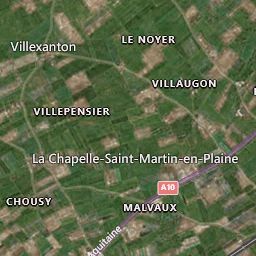 LE NOYER
Villexanton
VILLAUGON
VILLEPENSIER
La Chapelle-Saint-Martin-en-Plaine
A10
CHOUSY
MALVAUX
Aquitaine